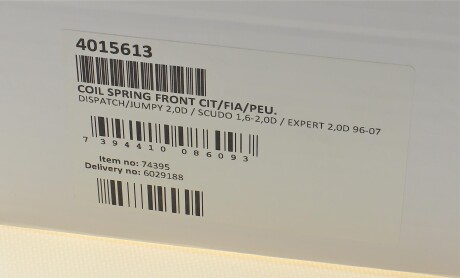 4015613
COIL SPRING FRONT CIT/FIA/PEU.
DISPATCH/JUMPY 2,0D / SCUDO 1,6-2,0D / EXPERT 2,0D 96-07
7 394410 086093
Item no: 74395
Delivery no: 6029188